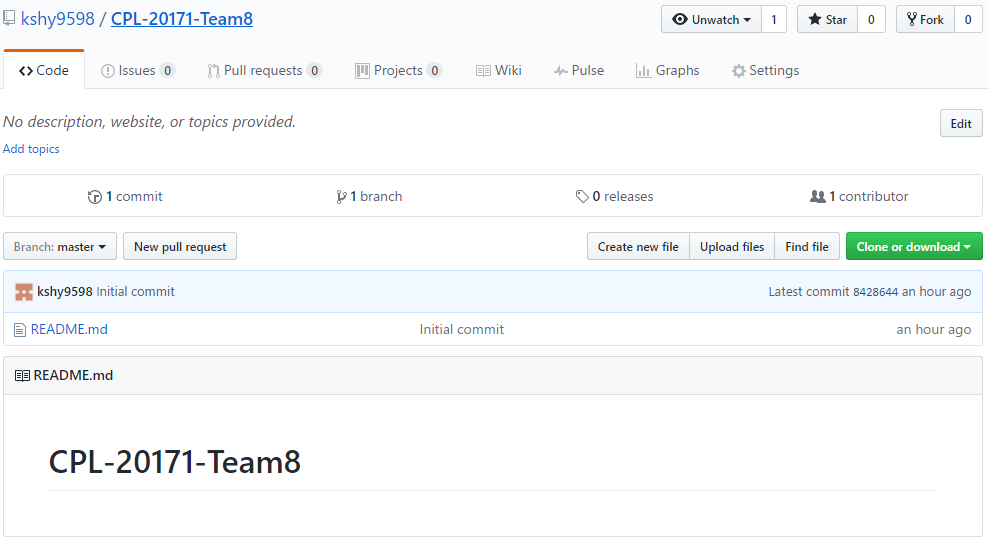 kshy9598 / CPL-20171-Team8 Unwatch 1 Star 0 Fork 0
Code Issues 0 Pull requests 0 Projects 0 Wiki Pulse Graphs Settings
No description, website, or topics provided. Edit
Add topics
1 commit 1 branch 0 releases 1 contributor
Branch: master New pull request Create new file Upload files Find file Clone or download
kshy9598 Initial commit Latest commit 8428644 an hour ago
README.md Initial commit an hour ago
README.md
CPL-20171-Team8